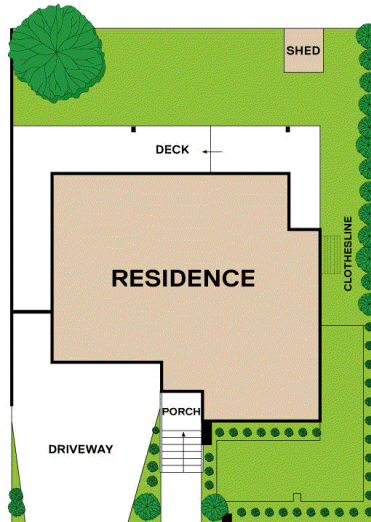 SHED
DECK
CLOTHESLINE
RESIDENCE
PORCH
DRIVEWAY